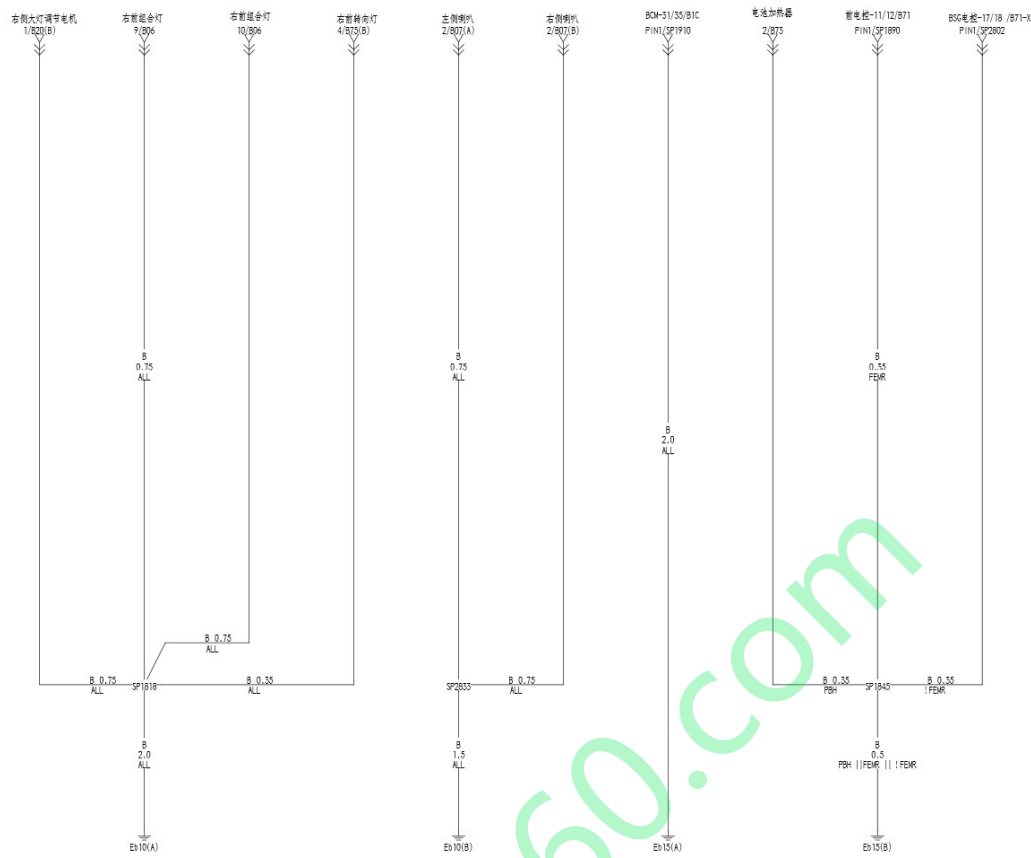 右侧大灯调节电机
1/B20(B)
右前组合灯
9/B06
右前组合灯
10/B06
右前转向灯
4/B75(B)
左侧喇叭
2/B07(A)
右侧喇叭
2/B07(B)
BCM-31/35/B1C
PIN1/SP1910
电池加热器
2/B73
前电控-11/12/B71
PIN1/SP1890
BSG电控-17/18 /B71-X
PIN1/SP2802
B
0.75
ALL
B
0.75
ALL
B
0.35
FEMR
B
2.0
ALL
B 0.75
ALL
B 0.75
ALL
SP1818
B 0.35
ALL
SP2833
B 0.75
ALL
B 0.35
PBH
SP1845
B 0.35
!FEMR
B
2.0
ALL
B
1.5
ALL
B
0.5
PBH ||FEMR || !FEMR
Eb10(A)
Eb10(B)
Eb15(A)
Eb15(B)
60.com